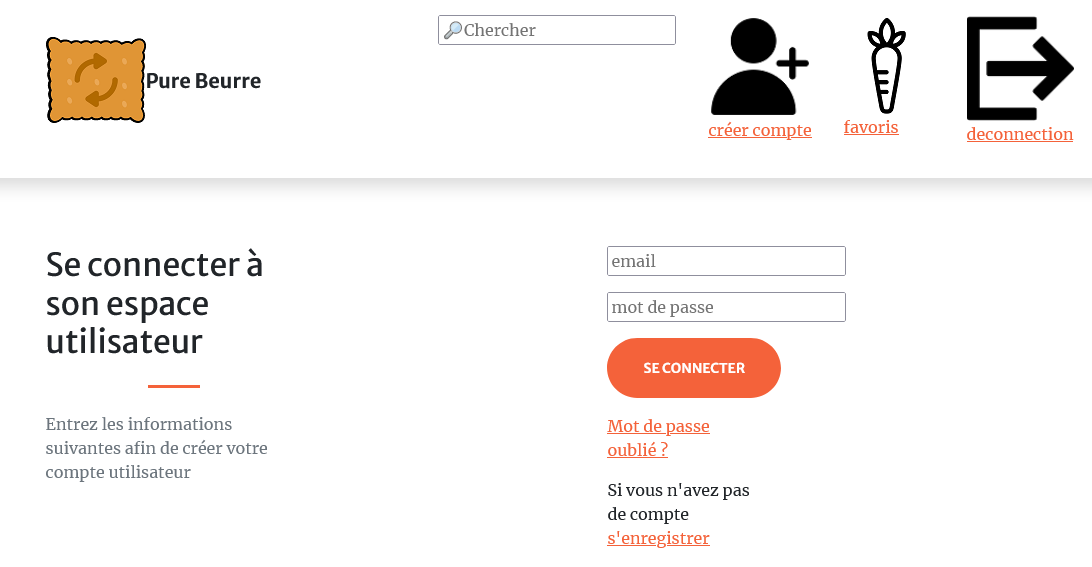 Pure Beurre
Chercher
créer compte
favoris
deconnection
Se connecter à
son espace
utilisateur
Entrez les informations
suivantes afin de créer votre
compte utilisateur
email
mot de passe
SE CONNECTER
Mot de passe
oublié ?
Si vous n'avez pas
de compte
s'enregistrer